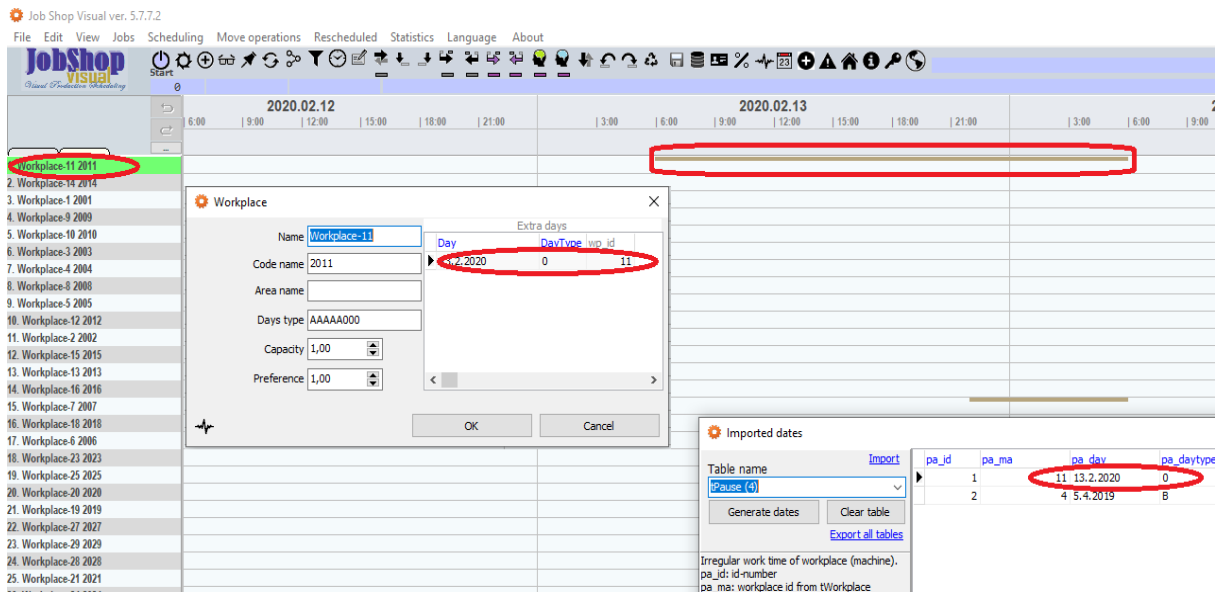 Job Shop Visual ver. 5.7.7.2
File Edit View Jobs Scheduling Move operations Rescheduled Statistics Language About
JobShop
Visual
Visual Production Scheduling
Start
0
2020.02.12 2020.02.13
6:00 9:00 12:00 15:00 18:00 21:00 3:00 6:00 9:00 12:00 15:00 18:00 21:00 3:00 6:00 9:00
Workplace-11 2011
2. Workplace-14 2014
3. Workplace-1 2001
4. Workplace-9 2009
5. Workplace-10 2010
6. Workplace-3 2003
7. Workplace-4 2004
8. Workplace-8 2008
9. Workplace-5 2005
10. Workplace-12 2012
11. Workplace-2 2002
12. Workplace-15 2015
13. Workplace-13 2013
14. Workplace-16 2016
15. Workplace-7 2007
16. Workplace-18 2018
17. Workplace-6 2006
18. Workplace-23 2023
19. Workplace-25 2025
20. Workplace-20 2020
21. Workplace-19 2019
22. Workplace-27 2027
23. Workplace-29 2029
24. Workplace-28 2028
25. Workplace-21 2021
Workplace
Name Workplace-11
Code name 2011
Area name
Days type AAAAA000
Capacity 1,00
Preference 1,00
Extra days
Day DayType wp_id
3.2.2020 0 11
OK Cancel
Imported dates
Import
Table name
tPause (4)
Generate dates Clear table
Export all tables
Irregular work time of workplace (machine).
pa_id: id-number
pa_ma: workplace id from tWorkplace
pa_id pa_ma pa_day pa_daytype
1 11 13.2.2020 0
2 4 5.4.2019 B